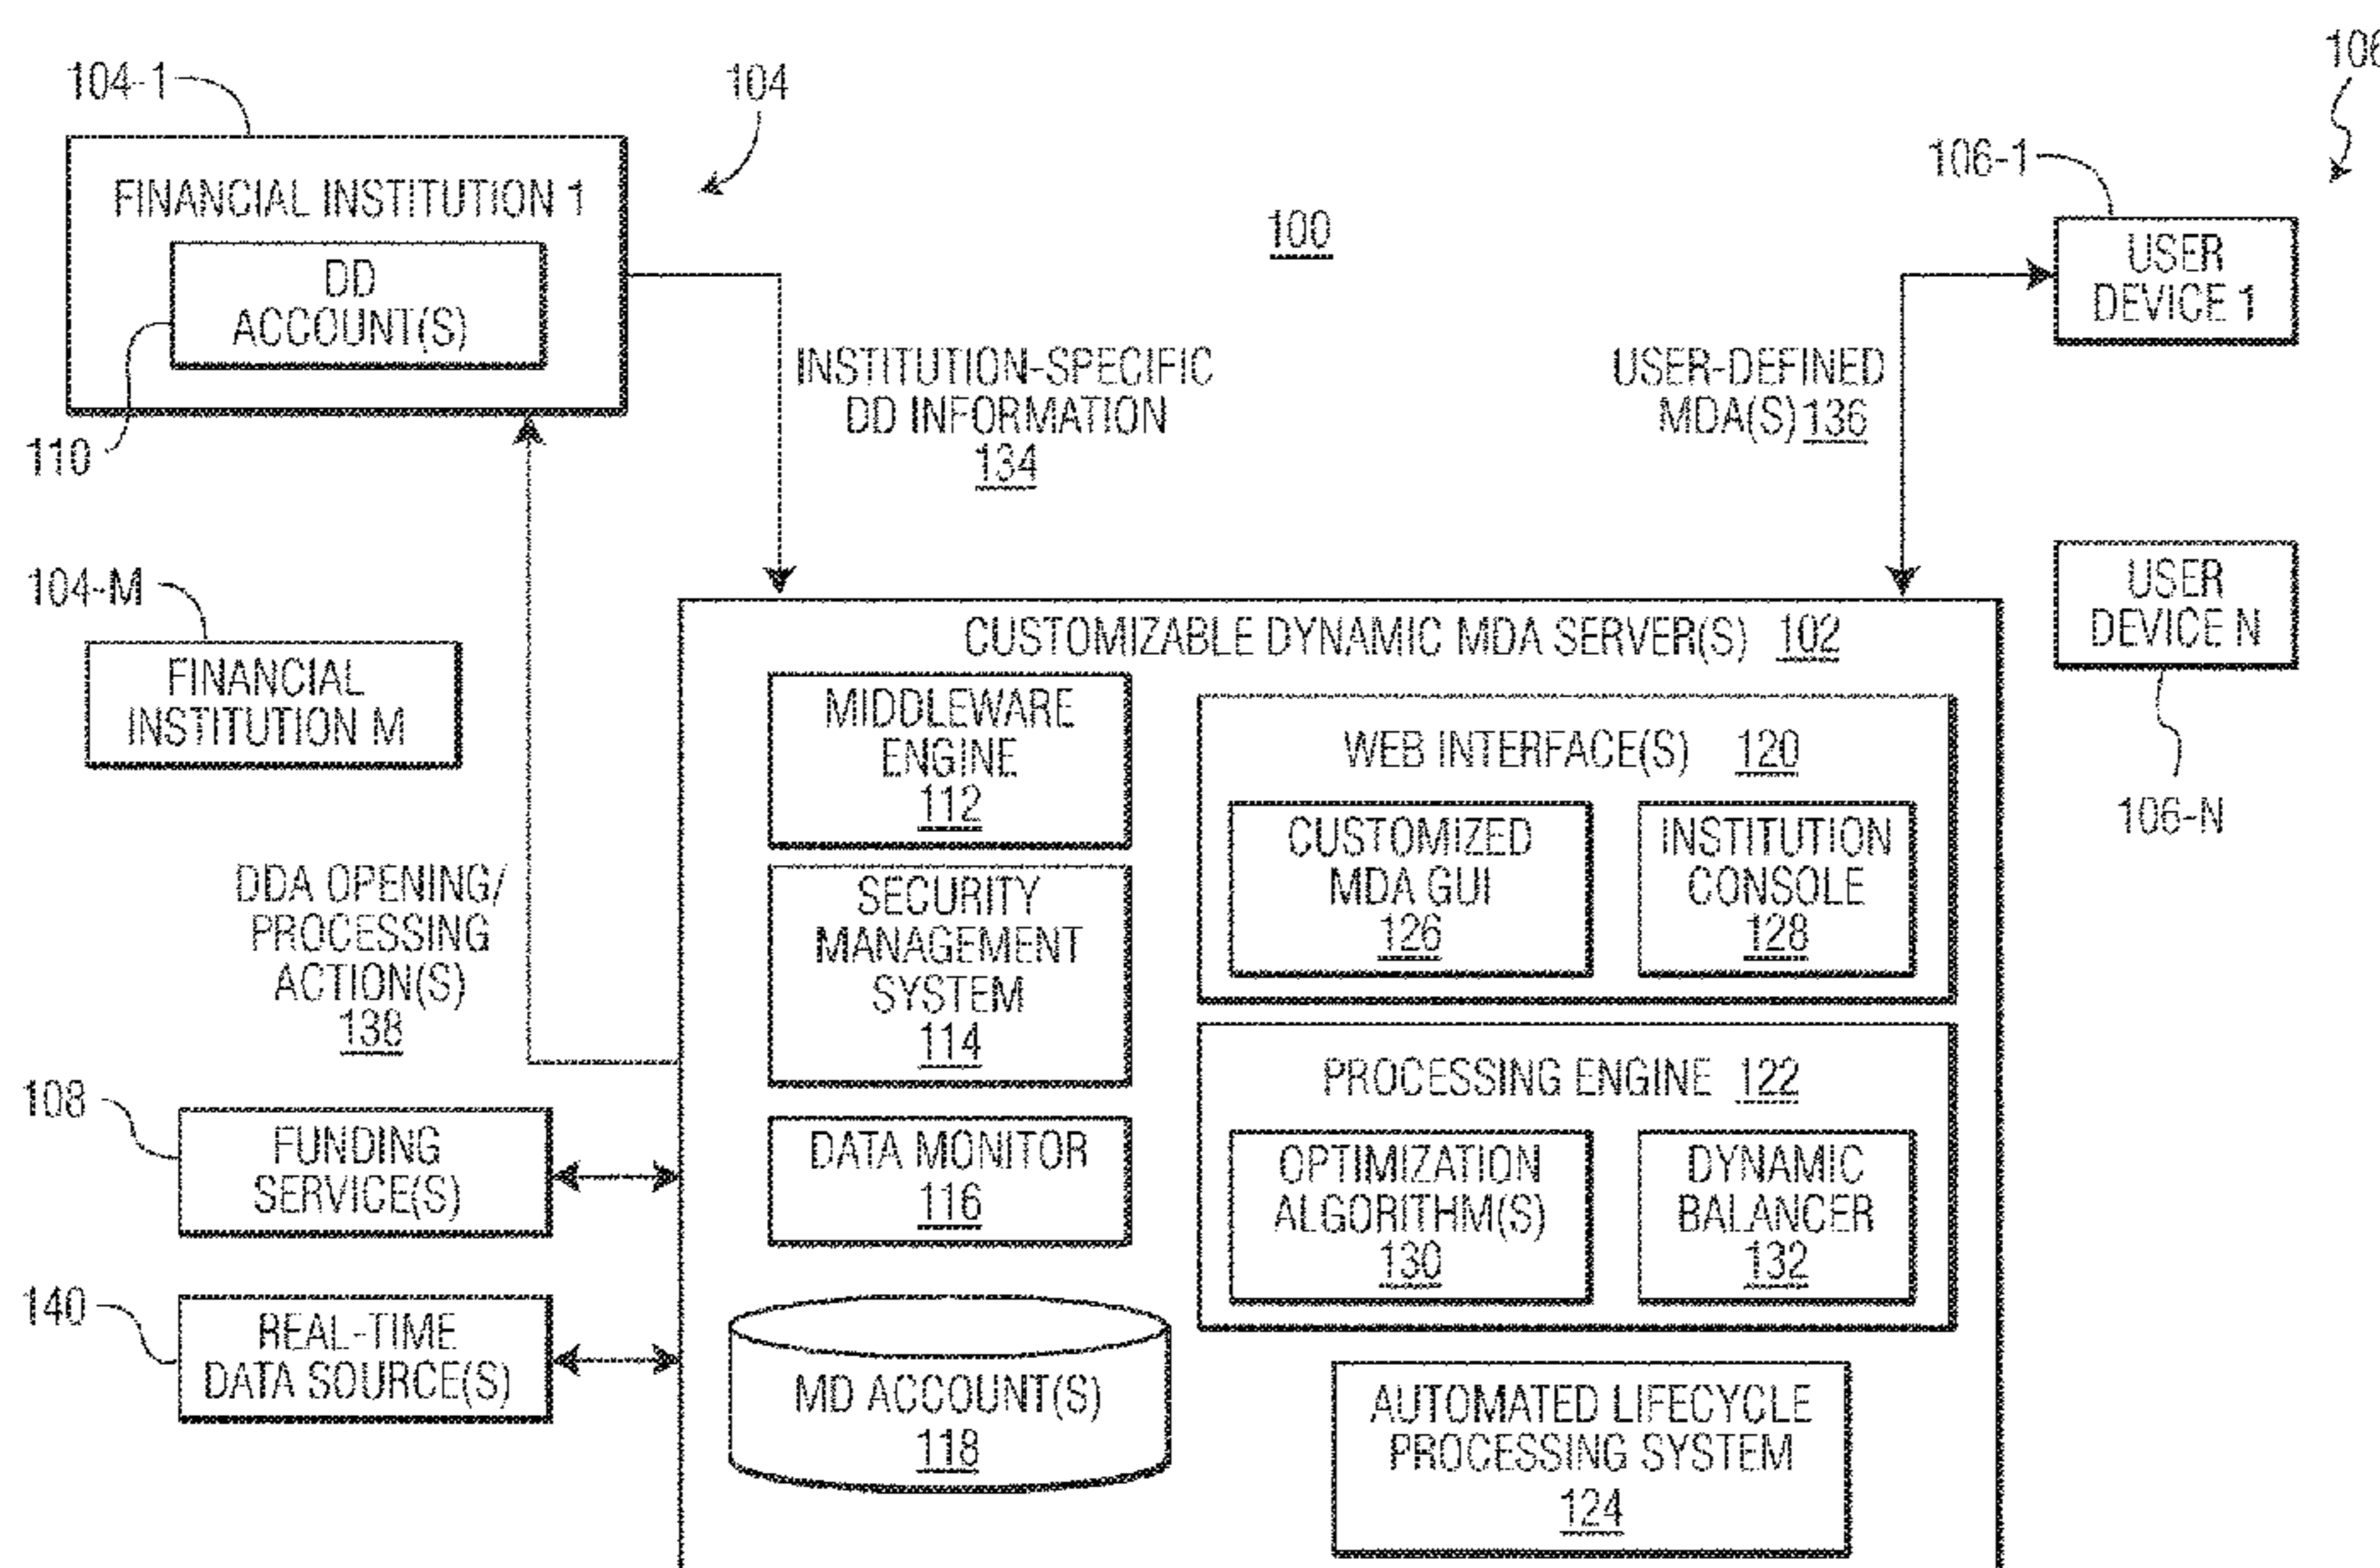 104-1
104
106
106-1
FINANCIAL INSTITUTION 1
DD
ACCOUNT(S)
110
100
USER
DEVICE 1
INSTITUTION-SPECIFIC
DD INFORMATION
134
USER-DEFINED
MDA(S) 136
104-M
FINANCIAL
INSTITUTION M
USER
DEVICE N
106-N
CUSTOMIZABLE DYNAMIC MDA SERVER(S) 102
MIDDLEWARE
ENGINE
112
WEB INTERFACE(S) 120
CUSTOMIZED
MDA GUI
126
INSTITUTION
CONSOLE
128
SECURITY
MANAGEMENT
SYSTEM
114
DDA OPENING/
PROCESSING
ACTION(S)
138
PROCESSING ENGINE 122
OPTIMIZATION
ALGORITHM(S)
130
DYNAMIC
BALANCER
132
108
FUNDING
SERVICE(S)
DATA MONITOR
116
140
REAL-TIME
DATA SOURCE(S)
MD ACCOUNT(S)
118
AUTOMATED LIFECYCLE
PROCESSING SYSTEM
124